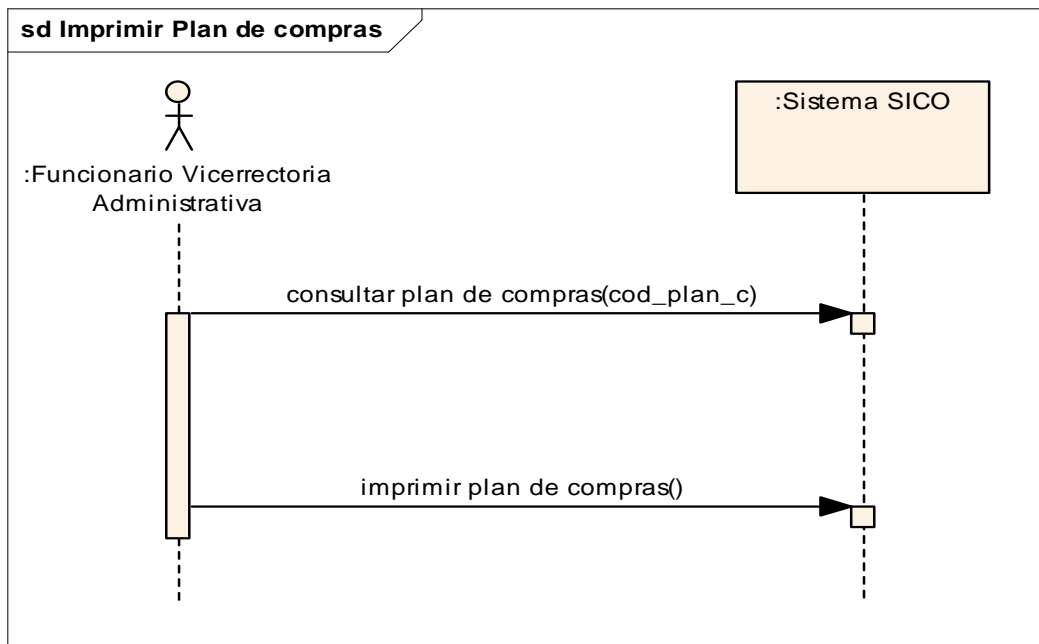 sd Imprimir Plan de compras
:Funcionario Vicerrectoria
Administrativa
:Sistema SICO
consultar plan de compras(cod_plan_c)
imprimir plan de compras()